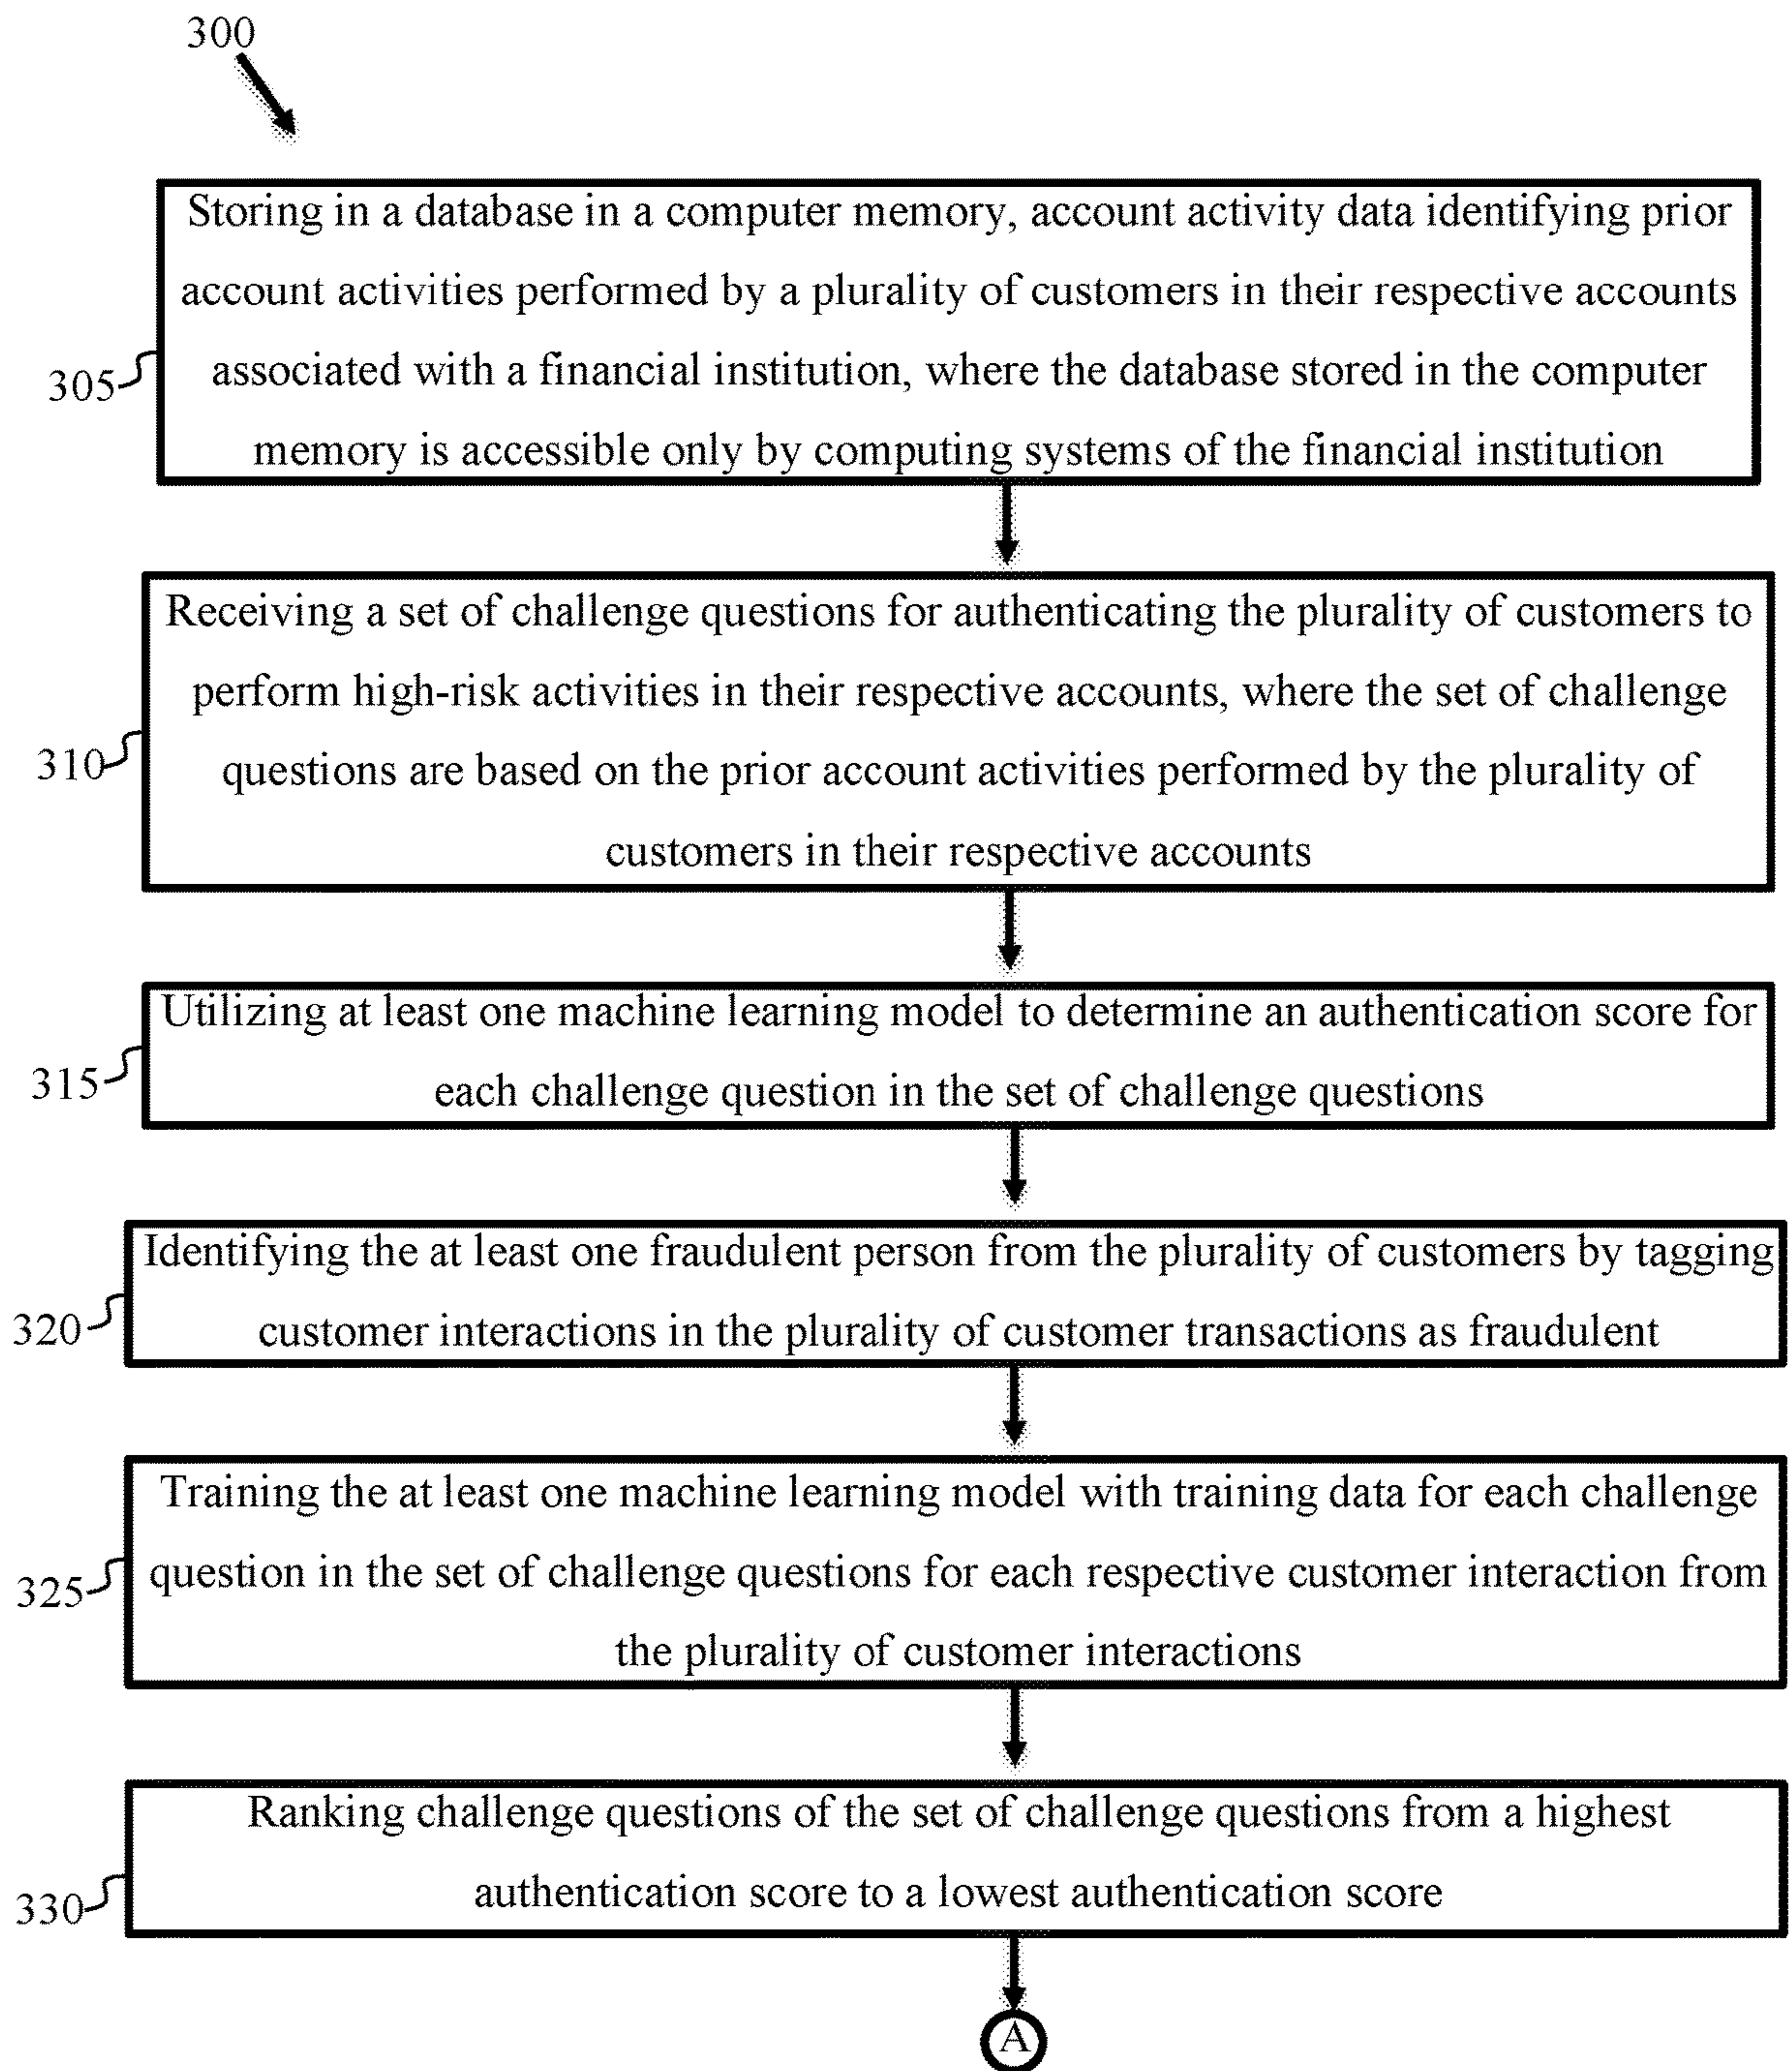 300
Storing in a database in a computer memory, account activity data identifying prior
account activities performed by a plurality of customers in their respective accounts
associated with a financial institution, where the database stored in the computer
memory is accessible only by computing systems of the financial institution
305
Receiving a set of challenge questions for authenticating the plurality of customers to
perform high-risk activities in their respective accounts, where the set of challenge
questions are based on the prior account activities performed by the plurality of
customers in their respective accounts
310
Utilizing at least one machine learning model to determine an authentication score for
each challenge question in the set of challenge questions
315
Identifying the at least one fraudulent person from the plurality of customers by tagging
customer interactions in the plurality of customer transactions as fraudulent
320
Training the at least one machine learning model with training data for each challenge
question in the set of challenge questions for each respective customer interaction from
the plurality of customer interactions
325
Ranking challenge questions of the set of challenge questions from a highest
authentication score to a lowest authentication score
330
A